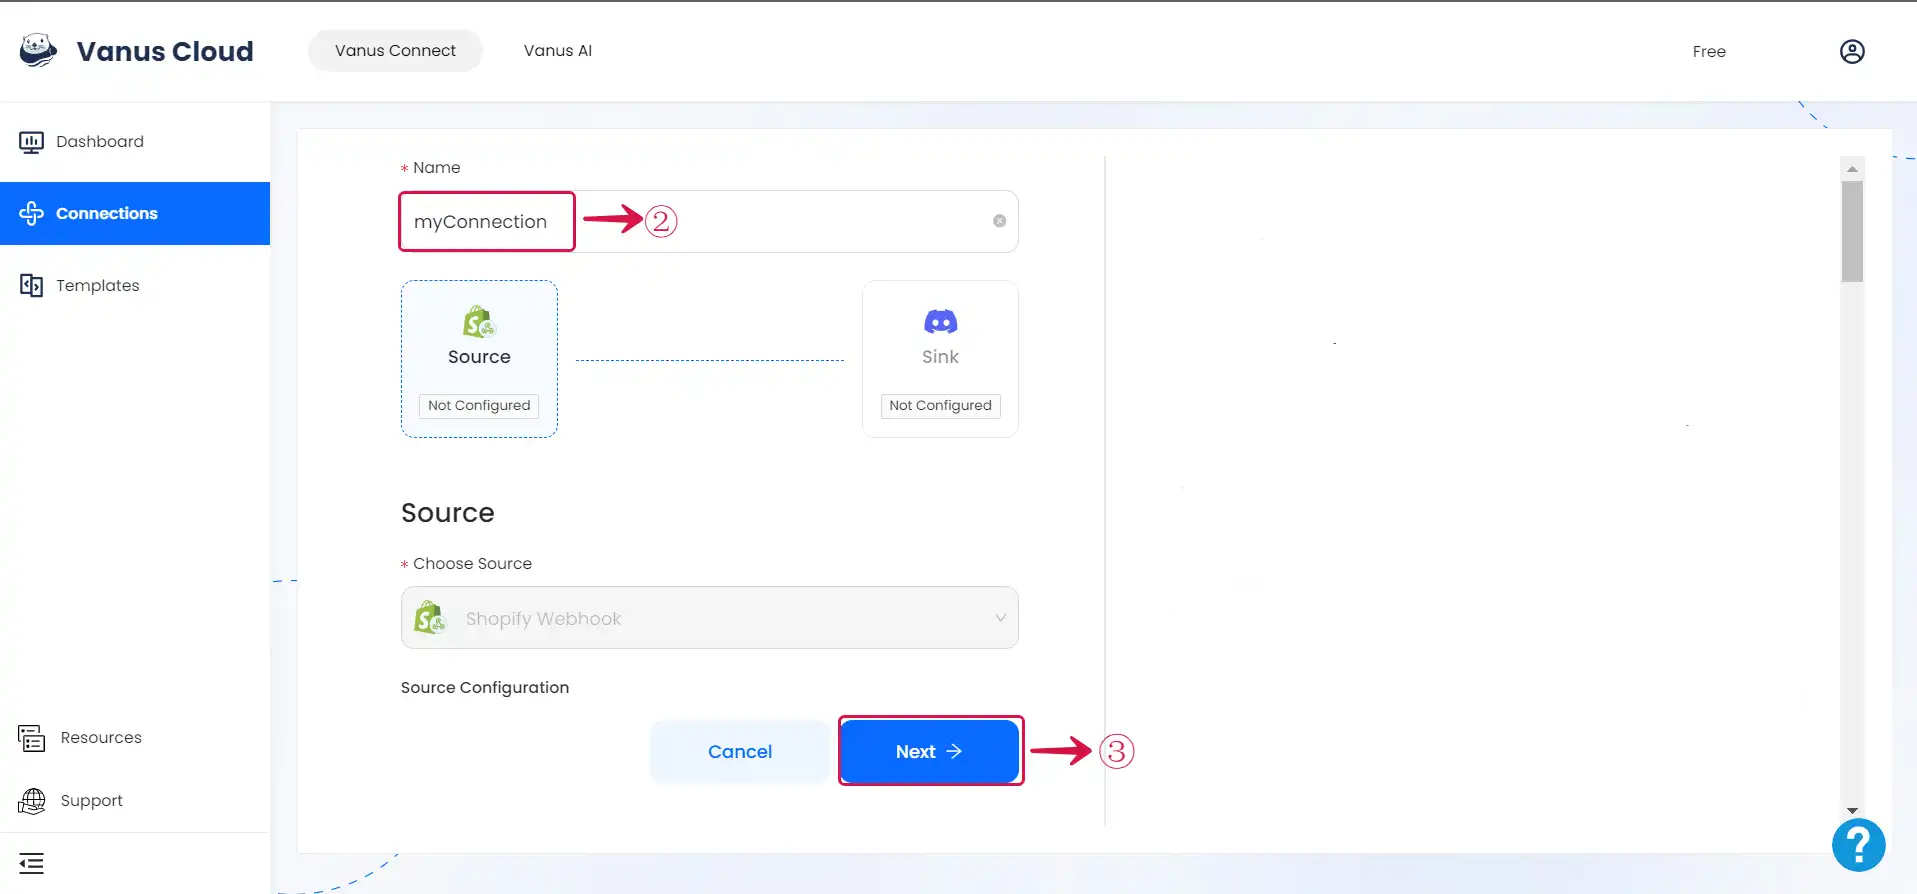 Vanus Cloud
Vanus Connect
Vanus AI
Free
Dashboard
Connections
Templates
Resources
Support
* Name
myConnection
②
Source
Not Configured
Sink
Not Configured
Source
* Choose Source
Shopify Webhook
Source Configuration
Cancel
Next →
③
?